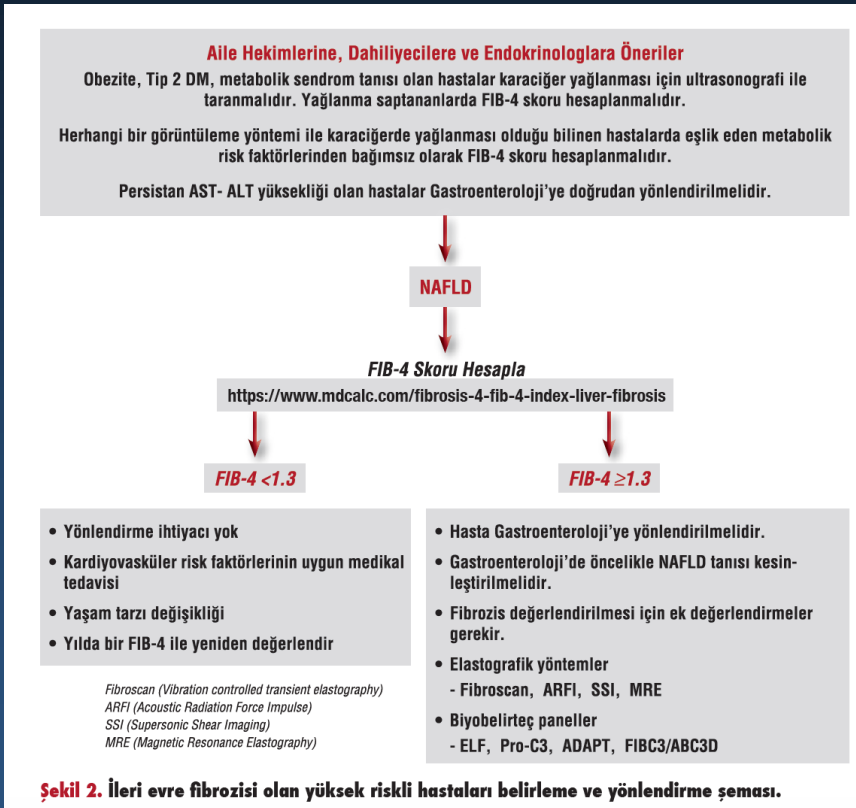 Aile Hekimlerine, Dahiliyecilere ve Endokrinologlara Öneriler
Obezite, Tip 2 DM, metabolik sendrom tanısı olan hastalar karaciğer yağlanması için ultrasonografi ile
taranmalıdır. Yağlanma saptananlarda FIB-4 skoru hesaplanmalıdır.
Herhangi bir görüntüleme yöntemi ile karaciğerde yağlanması olduğu bilinen hastalarda eşlik eden metabolik
risk faktörlerinden bağımsız olarak FIB-4 skoru hesaplanmalıdır.
Persistan AST- ALT yüksekliği olan hastalar Gastroenteroloji'ye doğrudan yönlendirilmelidir.
NAFLD
FIB-4 Skoru Hesapla
https://www.mdcalc.com/fibrosis-4-fib-4-index-liver-fibrosis
FIB-4 <1.3
• Yönlendirme ihtiyacı yok
• Kardiyovasküler risk faktörlerinin uygun medikal
tedavisi
• Yaşam tarzı değişikliği
• Yılda bir FIB-4 ile yeniden değerlendir
Fibroscan (Vibration controlled transient elastography)
ARFI (Acoustic Radiation Force Impulse)
SSI (Supersonic Shear Imaging)
MRE (Magnetic Resonance Elastography)
FIB-4 ≥1.3
• Hasta Gastroenteroloji'ye yönlendirilmelidir.
• Gastroenteroloji'de öncelikle NAFLD tanısı kesin-
leştirilmelidir.
• Fibrozis değerlendirilmesi için ek değerlendirmeler
gerekir.
• Elastografik yöntemler
- Fibroscan, ARFI, SSI, MRE
• Biyobelirteç paneller
- ELF, Pro-C3, ADAPT, FIBC3/ABC3D
Şekil 2. İleri evre fibrozisi olan yüksek riskli hastaları belirleme ve yönlendirme şeması.